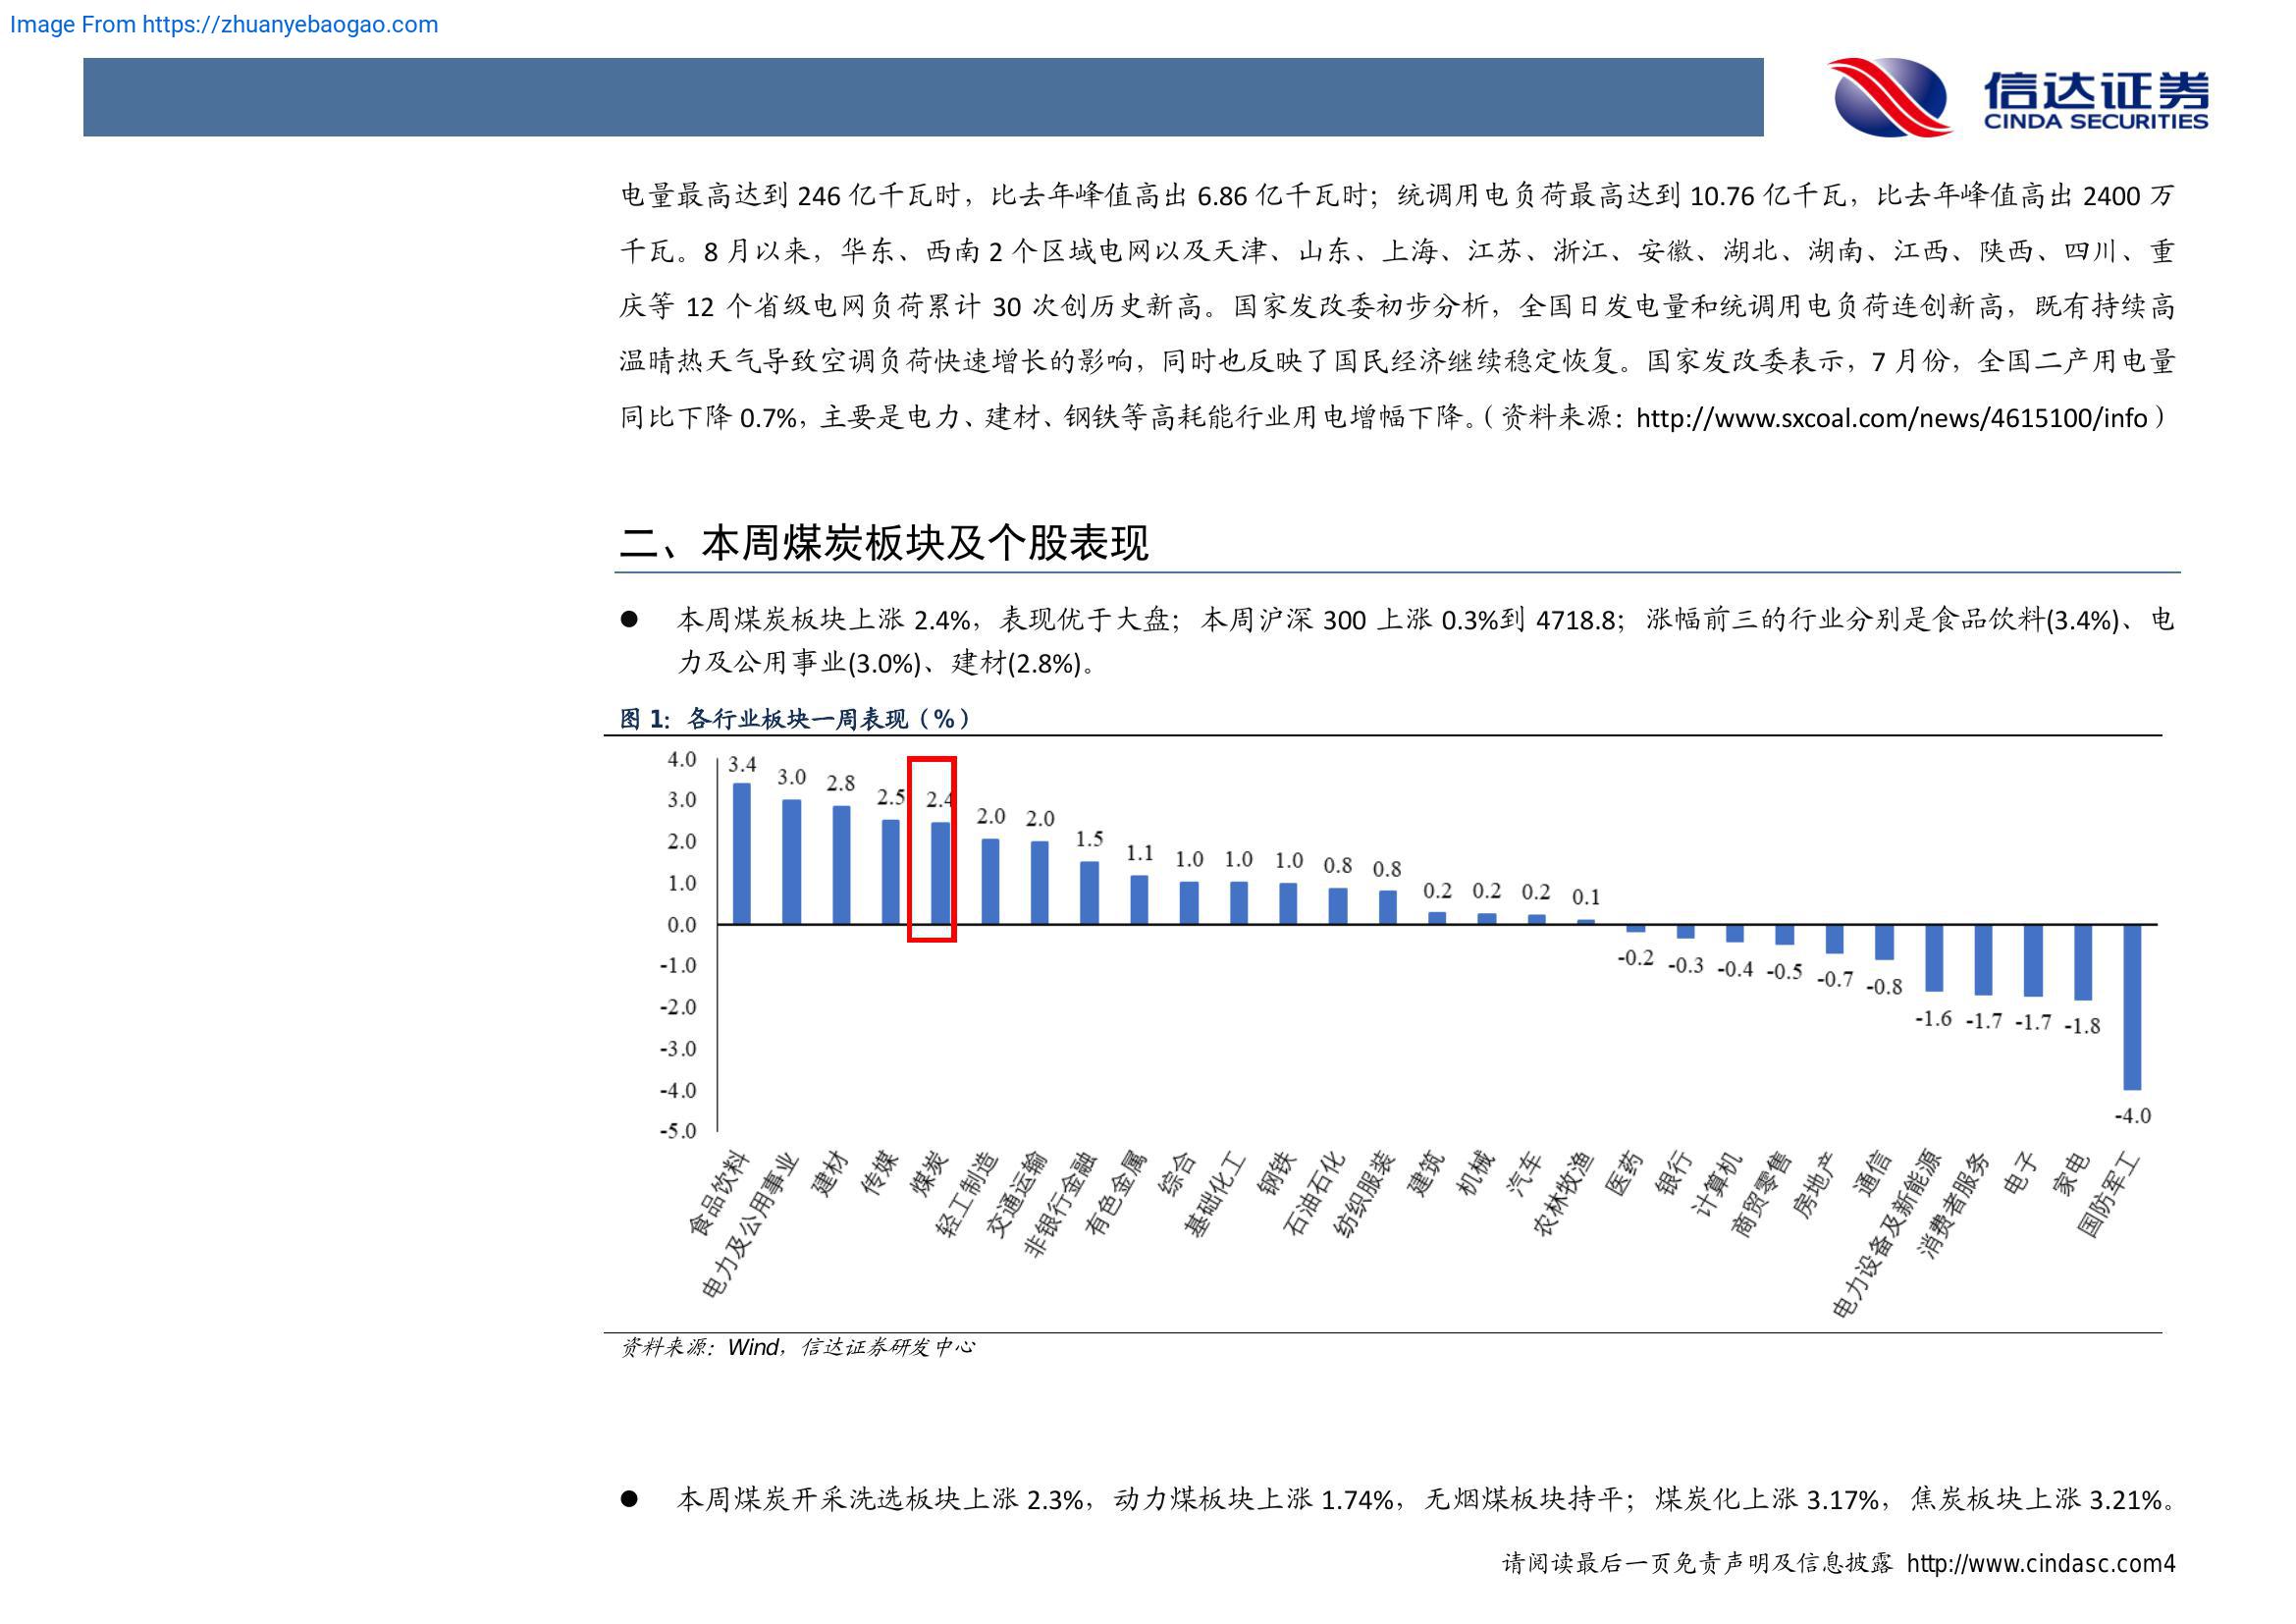 Image From https://zhuanyebaogao.com
信达证券
CINDA SECURITIES
电量最高达到 246 亿千瓦时，比去年峰值高出 6.86 亿千瓦时；统调用电负荷最高达到 10.76 亿千瓦，比去年峰值高出 2400 万
千瓦。8 月以来，华东、西南 2 个区域电网以及天津、山东、上海、江苏、浙江、安徽、湖北、湖南、江西、陕西、四川、重
庆等 12 个省级电网负荷累计 30 次创历史新高。国家发改委初步分析，全国日发电量和统调用电负荷连创新高，既有持续高
温晴热天气导致空调负荷快速增长的影响，同时也反映了国民经济继续稳定恢复。国家发改委表示，7 月份，全国二产用电量
同比下降 0.7%，主要是电力、建材、钢铁等高耗能行业用电增幅下降。（资料来源：http://www.sxcoal.com/news/4615100/info）
二、本周煤炭板块及个股表现
● 本周煤炭板块上涨 2.4%，表现优于大盘；本周沪深 300 上涨 0.3%到 4718.8；涨幅前三的行业分别是食品饮料(3.4%)、电
力及公用事业(3.0%)、建材(2.8%)。
图 1：各行业板块一周表现（%）
4.0
3.0
2.0
1.0
0.0
-1.0
-2.0
-3.0
-4.0
-5.0
3.4
3.0
2.8
2.5
2.4
2.0
2.0
1.5
1.1
1.0
1.0
1.0
0.8
0.8
0.2
0.2
0.2
0.1
-0.2
-0.3
-0.4
-0.5
-0.7
-0.8
-1.6
-1.7
-1.7
-1.8
-4.0
食品饮料
电力及公用事业
建材
传媒
煤炭
轻工制造
交通运输
非银行金融
有色金属
综合
基础化工
钢铁
石油石化
纺织服装
建筑
机械
汽车
农林牧渔
医药
银行
计算机
商贸零售
房地产
通信
电力设备及新能源
消费者服务
电子
家电
国防军工
资料来源：Wind，信达证券研发中心
● 本周煤炭开采洗选板块上涨 2.3%，动力煤板块上涨 1.74%，无烟煤板块持平；煤炭化上涨 3.17%，焦炭板块上涨 3.21%。
请阅读最后一页免责声明及信息披露 http://www.cindasc.com4